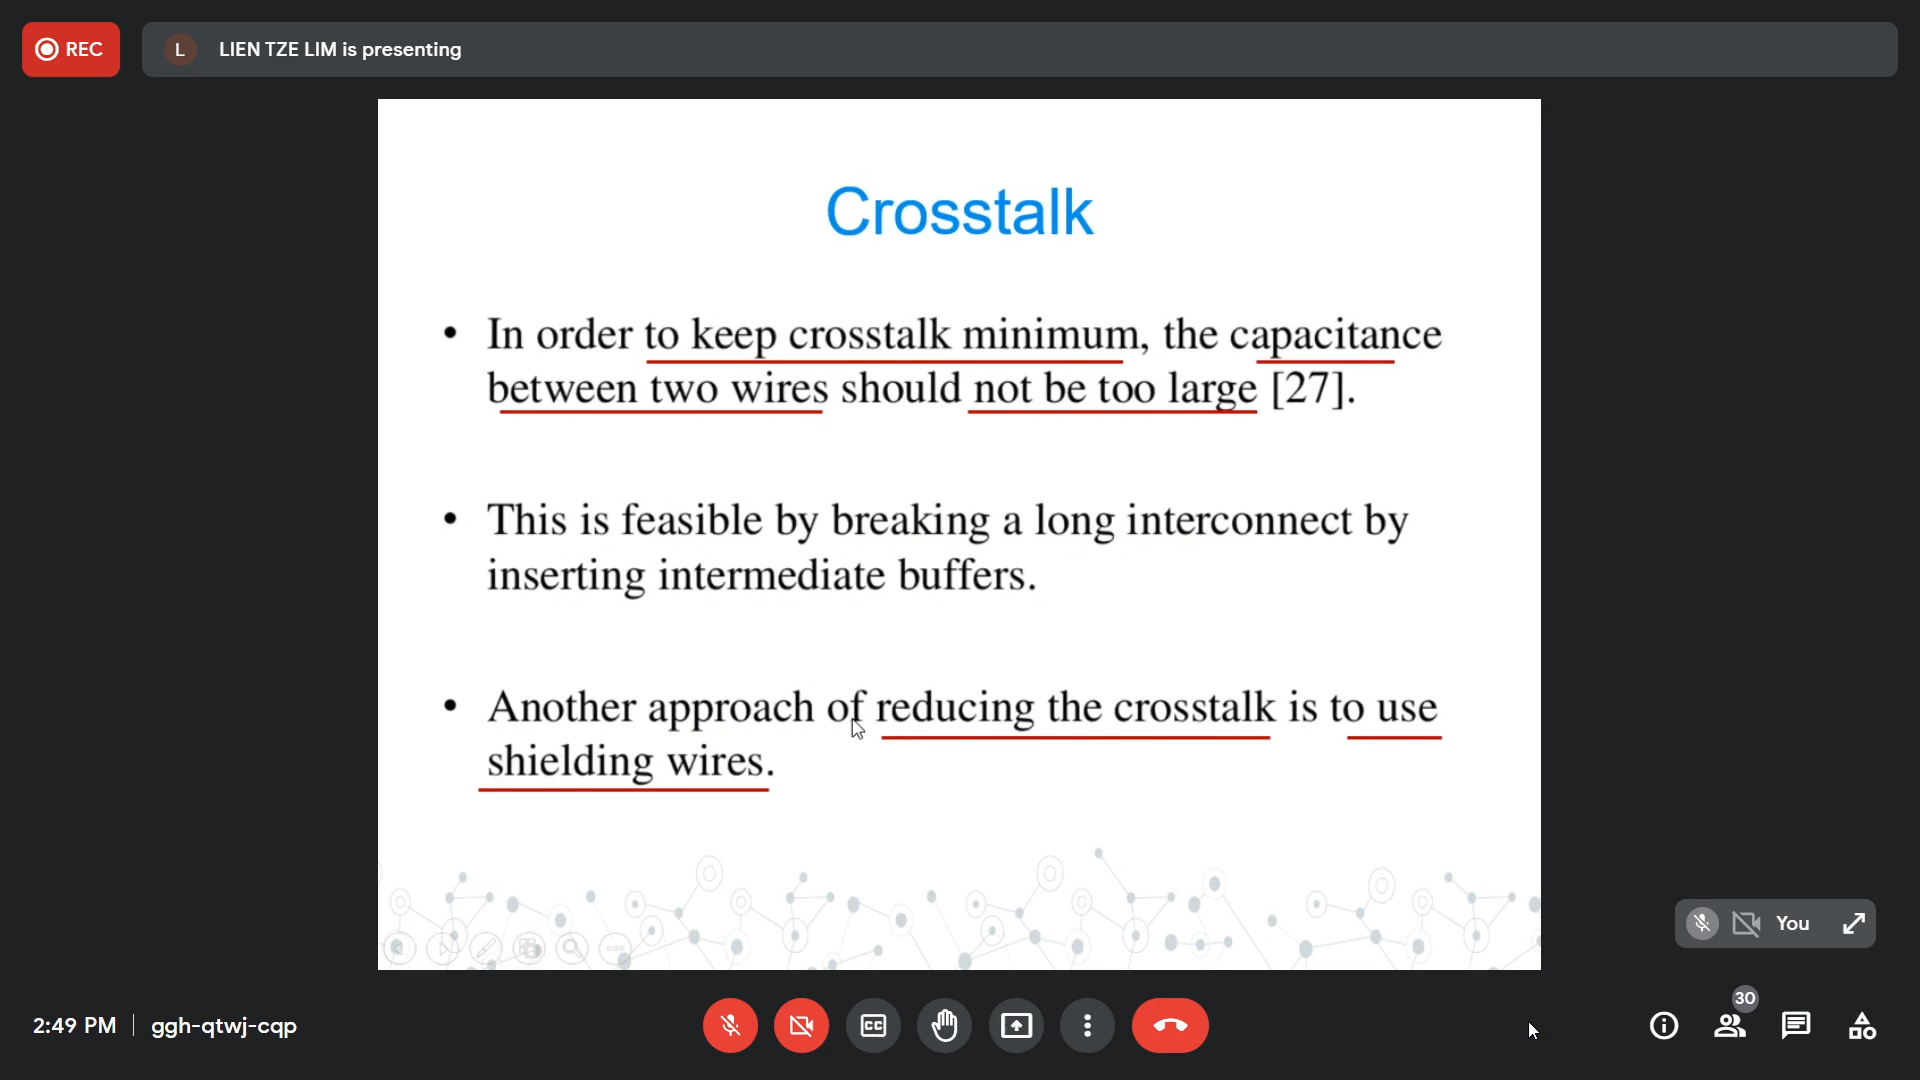 REC
L
LIEN TZE LIM is presenting
Crosstalk
• In order to keep crosstalk minimum, the capacitance
between two wires should not be too large [27].
• This is feasible by breaking a long interconnect by
inserting intermediate buffers.
• Another approach of reducing the crosstalk is to use
shielding wires.
You
2:49 PM
ggh-qtwj-cqp
CC
30